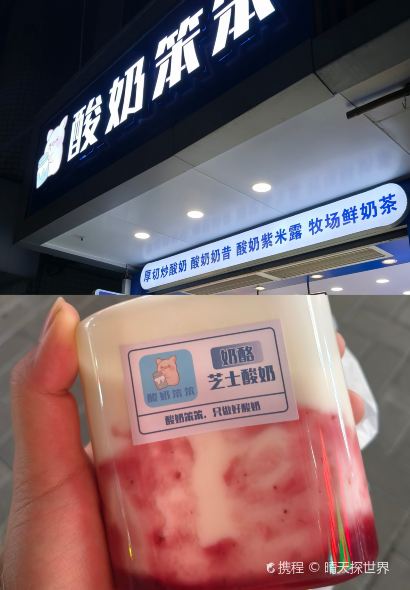 酸奶笨笨
厚切炒酸奶 酸奶奶昔 酸奶紫米露 牧场鲜奶茶
酸奶笨笨
奶酪
芝士酸奶
酸奶笨笨，只做好酸奶
携程 © 晴天探世界